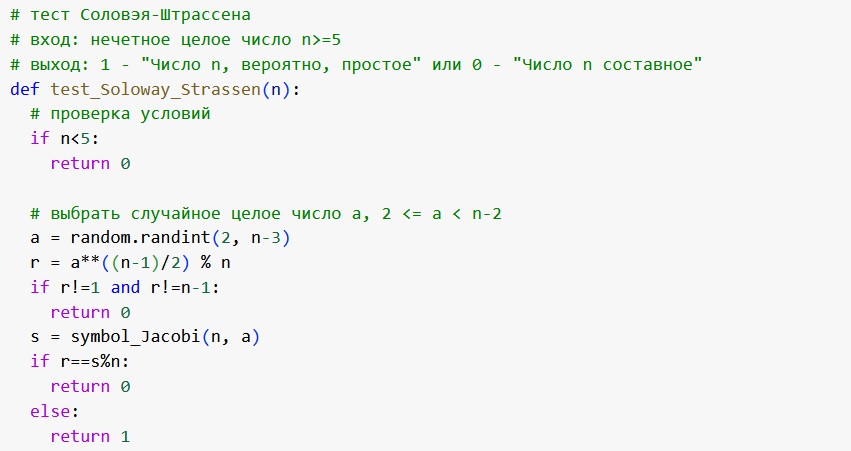 # тест Соловэя-Штрассена
# вход: нечетное целое число n>=5
# выход: 1 - "Число n, вероятно, простое" или 0 - "Число n составное"
def test_Soloway_Strassen(n):
  # проверка условий
  if n<5:
    return 0

  # выбрать случайное целое число a, 2 <= a < n-2
  a = random.randint(2, n-3)
  r = a**((n-1)/2) % n
  if r!=1 and r!=n-1:
    return 0
  s = symbol_Jacobi(n, a)
  if r==s%n:
    return 0
  else:
    return 1